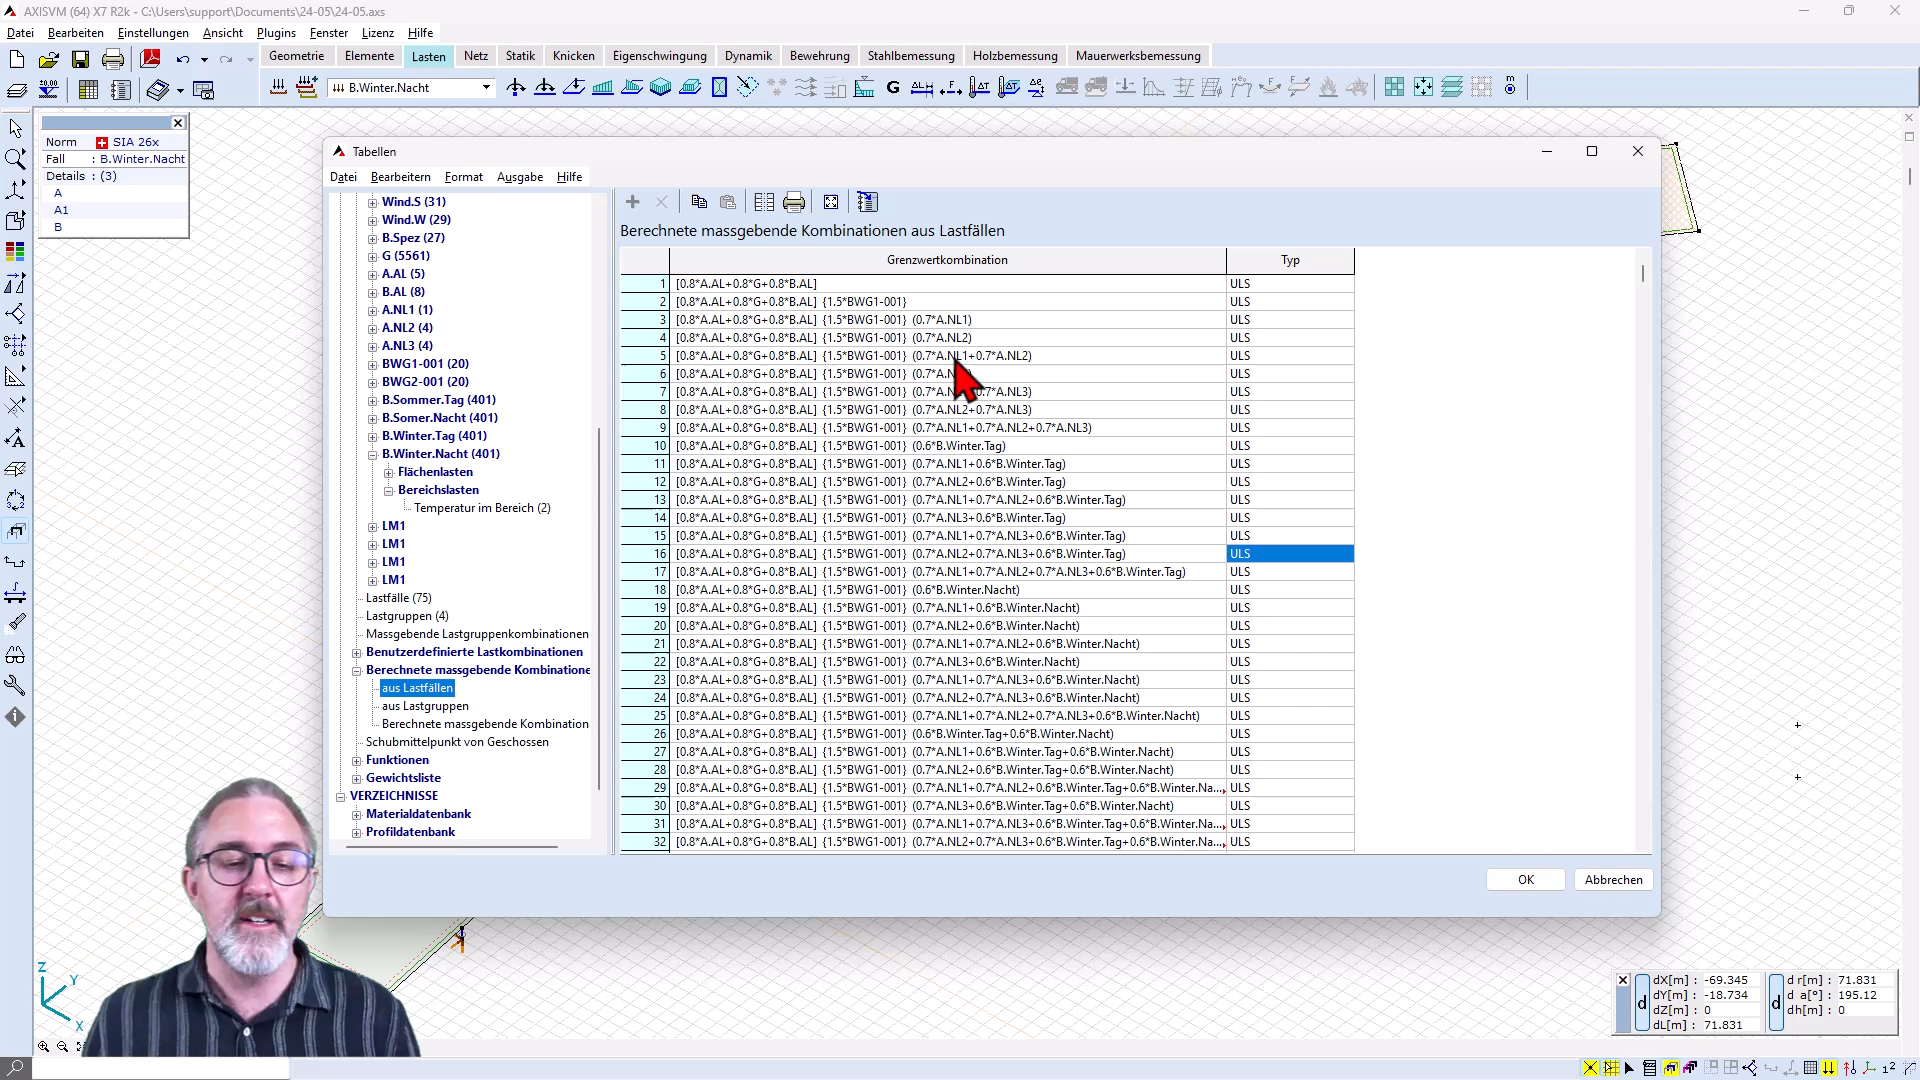 AXISVM (64) X7 R2k - C:\Users\support\Documents\24-05\24-05.axs
Datei Bearbeiten Einstellungen Ansicht Plugins Fenster Lizenz Hilfe
Geometrie Elemente Lasten Netz Statik Knicken Eigenschwingung Dynamik Bewehrung Stahlbemessung Holzbemessung Mauerwerksbemessung
B.Winter.Nacht
Norm SIA 26x
Fall : B.Winter.Nacht
Details : (3)
A
A1
B
Tabellen
Datei Bearbeiten Format Ausgabe Hilfe
Wind.S (31)
Wind.W (29)
B.Spez (27)
G (5561)
A.AL (5)
B.AL (8)
A.NL1 (1)
A.NL2 (4)
A.NL3 (4)
BWG1-001 (20)
BWG2-001 (20)
B.Sommer.Tag (401)
B.Somer.Nacht (401)
B.Winter.Tag (401)
B.Winter.Nacht (401)
Flächenlasten
Bereichslasten
Temperatur im Bereich (2)
LM1
LM1
LM1
LM1
Lastfälle (75)
Lastgruppen (4)
Massgebende Lastgruppenkombinationen
Benutzerdefinierte Lastkombinationen
Berechnete massgebende Kombinatione
aus Lastfällen
aus Lastgruppen
Berechnete massgebende Kombination
Schubmittelpunkt von Geschossen
Funktionen
Gewichtsliste
VERZEICHNISSE
Materialdatenbank
Profildatenbank
Berechnete massgebende Kombinationen aus Lastfällen
Grenzwertkombination Typ
1 [0.8*A.AL+0.8*G+0.8*B.AL] ULS
2 [0.8*A.AL+0.8*G+0.8*B.AL] {1.5*BWG1-001} ULS
3 [0.8*A.AL+0.8*G+0.8*B.AL] {1.5*BWG1-001} (0.7*A.NL1) ULS
4 [0.8*A.AL+0.8*G+0.8*B.AL] {1.5*BWG1-001} (0.7*A.NL2) ULS
5 [0.8*A.AL+0.8*G+0.8*B.AL] {1.5*BWG1-001} (0.7*A.NL1+0.7*A.NL2) ULS
6 [0.8*A.AL+0.8*G+0.8*B.AL] {1.5*BWG1-001} (0.7*A.N ULS
7 [0.8*A.AL+0.8*G+0.8*B.AL] {1.5*BWG1-001} (0.7*A. 0.7*A.NL3) ULS
8 [0.8*A.AL+0.8*G+0.8*B.AL] {1.5*BWG1-001} (0.7*A.NL2+0.7*A.NL3) ULS
9 [0.8*A.AL+0.8*G+0.8*B.AL] {1.5*BWG1-001} (0.7*A.NL1+0.7*A.NL2+0.7*A.NL3) ULS
10 [0.8*A.AL+0.8*G+0.8*B.AL] {1.5*BWG1-001} (0.6*B.Winter.Tag) ULS
11 [0.8*A.AL+0.8*G+0.8*B.AL] {1.5*BWG1-001} (0.7*A.NL1+0.6*B.Winter.Tag) ULS
12 [0.8*A.AL+0.8*G+0.8*B.AL] {1.5*BWG1-001} (0.7*A.NL2+0.6*B.Winter.Tag) ULS
13 [0.8*A.AL+0.8*G+0.8*B.AL] {1.5*BWG1-001} (0.7*A.NL1+0.7*A.NL2+0.6*B.Winter.Tag) ULS
14 [0.8*A.AL+0.8*G+0.8*B.AL] {1.5*BWG1-001} (0.7*A.NL3+0.6*B.Winter.Tag) ULS
15 [0.8*A.AL+0.8*G+0.8*B.AL] {1.5*BWG1-001} (0.7*A.NL1+0.7*A.NL3+0.6*B.Winter.Tag) ULS
16 [0.8*A.AL+0.8*G+0.8*B.AL] {1.5*BWG1-001} (0.7*A.NL2+0.7*A.NL3+0.6*B.Winter.Tag) ULS
17 [0.8*A.AL+0.8*G+0.8*B.AL] {1.5*BWG1-001} (0.7*A.NL1+0.7*A.NL2+0.7*A.NL3+0.6*B.Winter.Tag) ULS
18 [0.8*A.AL+0.8*G+0.8*B.AL] {1.5*BWG1-001} (0.6*B.Winter.Nacht) ULS
19 [0.8*A.AL+0.8*G+0.8*B.AL] {1.5*BWG1-001} (0.7*A.NL1+0.6*B.Winter.Nacht) ULS
20 [0.8*A.AL+0.8*G+0.8*B.AL] {1.5*BWG1-001} (0.7*A.NL2+0.6*B.Winter.Nacht) ULS
21 [0.8*A.AL+0.8*G+0.8*B.AL] {1.5*BWG1-001} (0.7*A.NL1+0.7*A.NL2+0.6*B.Winter.Nacht) ULS
22 [0.8*A.AL+0.8*G+0.8*B.AL] {1.5*BWG1-001} (0.7*A.NL3+0.6*B.Winter.Nacht) ULS
23 [0.8*A.AL+0.8*G+0.8*B.AL] {1.5*BWG1-001} (0.7*A.NL1+0.7*A.NL3+0.6*B.Winter.Nacht) ULS
24 [0.8*A.AL+0.8*G+0.8*B.AL] {1.5*BWG1-001} (0.7*A.NL2+0.7*A.NL3+0.6*B.Winter.Nacht) ULS
25 [0.8*A.AL+0.8*G+0.8*B.AL] {1.5*BWG1-001} (0.7*A.NL1+0.7*A.NL2+0.7*A.NL3+0.6*B.Winter.Nacht) ULS
26 [0.8*A.AL+0.8*G+0.8*B.AL] {1.5*BWG1-001} (0.6*B.Winter.Tag+0.6*B.Winter.Nacht) ULS
27 [0.8*A.AL+0.8*G+0.8*B.AL] {1.5*BWG1-001} (0.7*A.NL1+0.6*B.Winter.Tag+0.6*B.Winter.Nacht) ULS
28 [0.8*A.AL+0.8*G+0.8*B.AL] {1.5*BWG1-001} (0.7*A.NL2+0.6*B.Winter.Tag+0.6*B.Winter.Nacht) ULS
29 [0.8*A.AL+0.8*G+0.8*B.AL] {1.5*BWG1-001} (0.7*A.NL1+0.7*A.NL2+0.6*B.Winter.Tag+0.6*B.Winter.Na... ULS
30 [0.8*A.AL+0.8*G+0.8*B.AL] {1.5*BWG1-001} (0.7*A.NL3+0.6*B.Winter.Tag+0.6*B.Winter.Nacht) ULS
31 [0.8*A.AL+0.8*G+0.8*B.AL] {1.5*BWG1-001} (0.7*A.NL1+0.7*A.NL3+0.6*B.Winter.Tag+0.6*B.Winter.Na... ULS
32 [0.8*A.AL+0.8*G+0.8*B.AL] {1.5*BWG1-001} (0.7*A.NL2+0.7*A.NL3+0.6*B.Winter.Tag+0.6*B.Winter.Na... ULS
OK Abbrechen
Z
Y
X
d
dX[m] : -69.345
dY[m] : -18.734
dZ[m] : 0
dL[m] : 71.831
d
d r[m] : 71.831
d a[°] : 195.12
dh[m] : 0